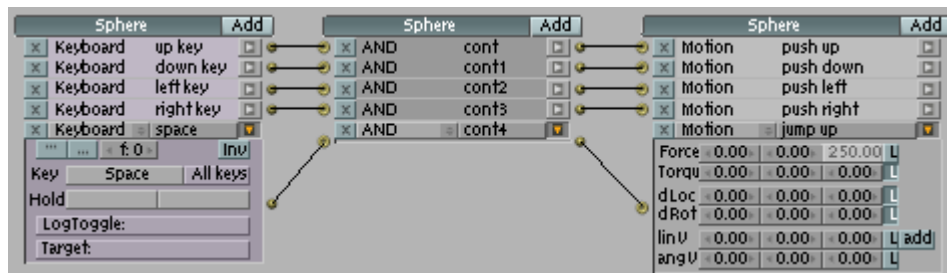 Sphere Add Sphere Add Sphere Add
x Keyboard up key x AND cont x Motion push up
x Keyboard down key x AND cont1 x Motion push down
x Keyboard left key x AND cont2 x Motion push left
x Keyboard right key x AND cont3 x Motion push right
x Keyboard space x AND cont4 x Motion jump up
''' ... f: 0 Inv
Key Space All keys
Hold
LogToggle:
Target:
Force 0.00 0.00 250.00 L
Torqu 0.00 0.00 0.00 L
dLoc 0.00 0.00 0.00 L
dRot 0.00 0.00 0.00 L
linV 0.00 0.00 0.00 L add
angV 0.00 0.00 0.00 L